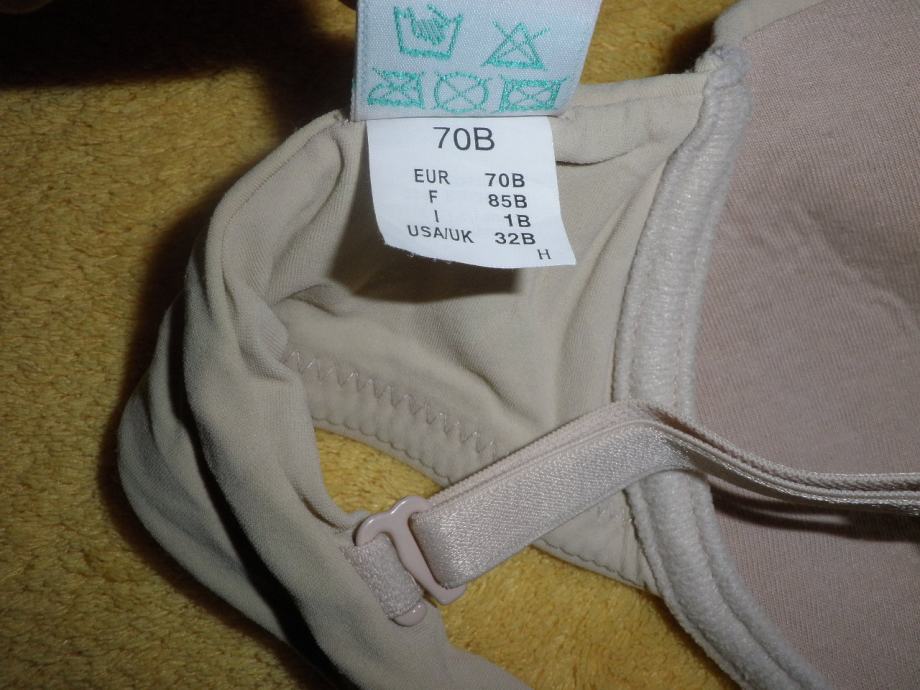 70B
EUR 70B
F 85B
I 1B
USA/UK 32B
H